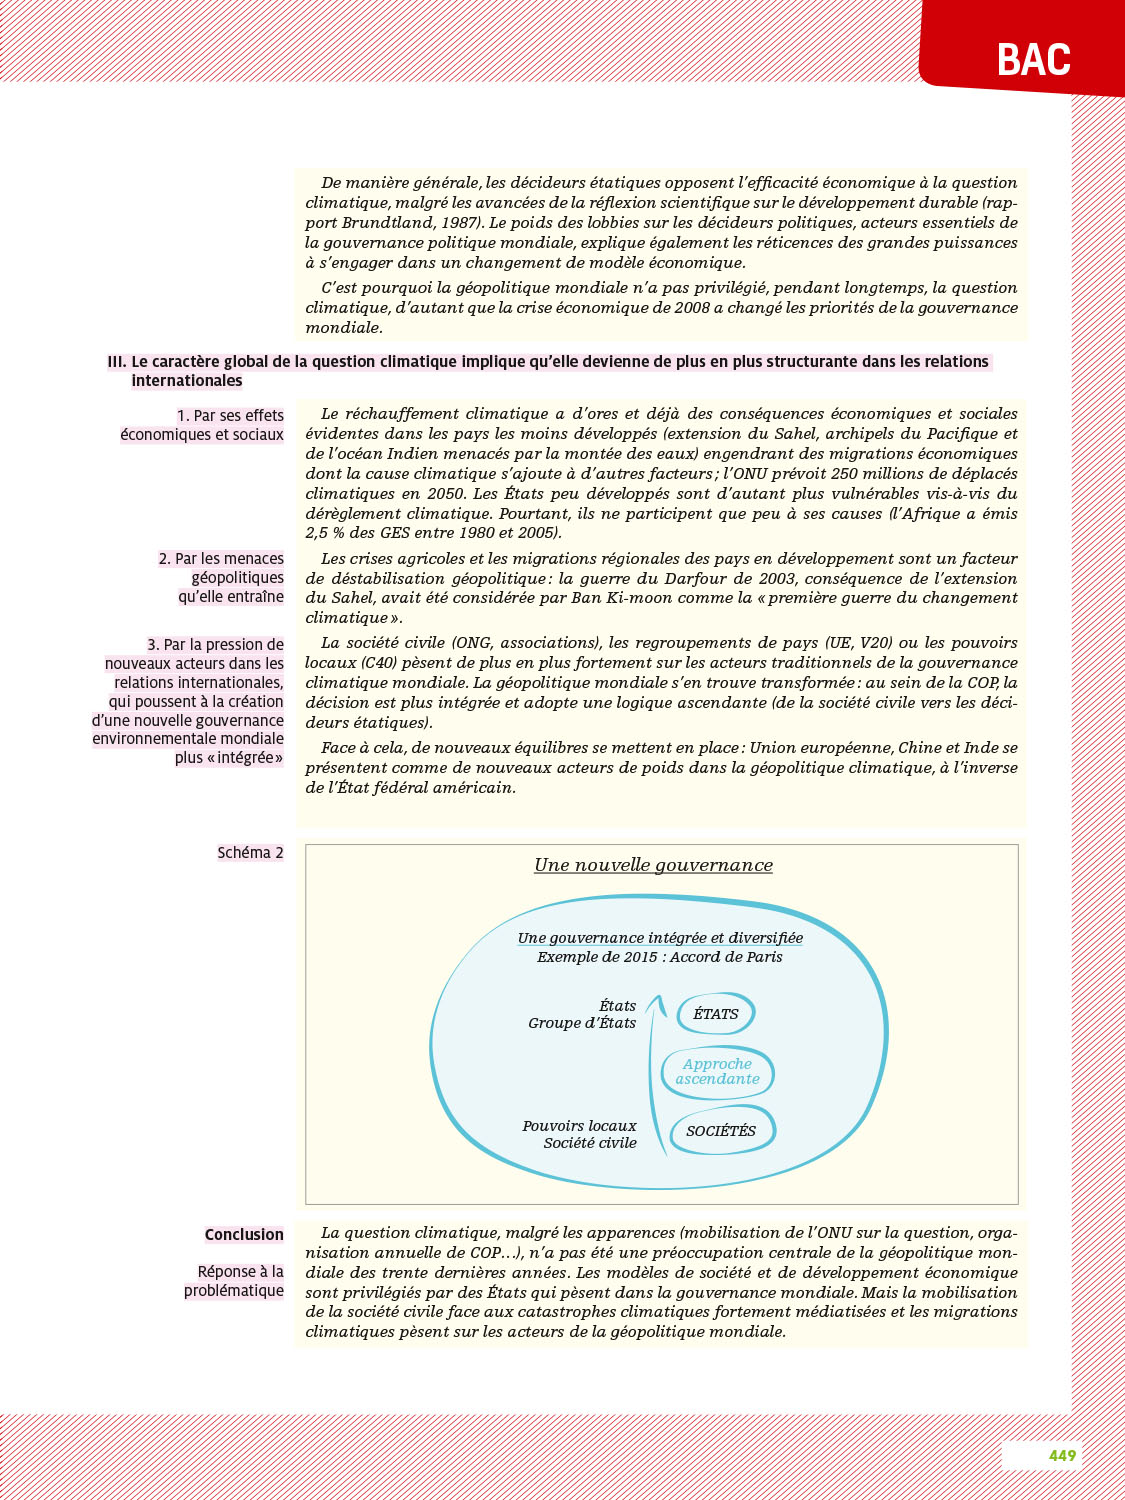 BAC
De manière générale, les décideurs étatiques opposent l'efficacité économique à la question
climatique, malgré les avancées de la réflexion scientifique sur le développement durable (rap-
port Brundtland, 1987). Le poids des lobbies sur les décideurs politiques, acteurs essentiels de
la gouvernance politique mondiale, explique également les réticences des grandes puissances
à s'engager dans un changement de modèle économique.
C'est pourquoi la géopolitique mondiale n'a pas privilégié, pendant longtemps, la question
climatique, d'autant que la crise économique de 2008 a changé les priorités de la gouvernance
mondiale.
III. Le caractère global de la question climatique implique qu'elle devienne de plus en plus structurante dans les relations
internationales
1. Par ses effets
économiques et sociaux
Le réchauffement climatique a d'ores et déjà des conséquences économiques et sociales
évidentes dans les pays les moins développés (extension du Sahel, archipels du Pacifique et
de l'océan Indien menacés par la montée des eaux) engendrant des migrations économiques
dont la cause climatique s'ajoute à d'autres facteurs ; l'ONU prévoit 250 millions de déplacés
climatiques en 2050. Les États peu développés sont d'autant plus vulnérables vis-à-vis du
dérèglement climatique. Pourtant, ils ne participent que peu à ses causes (l'Afrique a émis
2,5 % des GES entre 1980 et 2005).
2. Par les menaces
géopolitiques
qu'elle entraîne
Les crises agricoles et les migrations régionales des pays en développement sont un facteur
de déstabilisation géopolitique : la guerre du Darfour de 2003, conséquence de l'extension
du Sahel, avait été considérée par Ban Ki-moon comme la « première guerre du changement
climatique ».
3. Par la pression de
nouveaux acteurs dans les
relations internationales,
qui poussent à la création
d'une nouvelle gouvernance
environnementale mondiale
plus « intégrée »
La société civile (ONG, associations), les regroupements de pays (UE, V20) ou les pouvoirs
locaux (C40) pèsent de plus en plus fortement sur les acteurs traditionnels de la gouvernance
climatique mondiale. La géopolitique mondiale s'en trouve transformée : au sein de la COP, la
décision est plus intégrée et adopte une logique ascendante (de la société civile vers les déci-
deurs étatiques).
Face à cela, de nouveaux équilibres se mettent en place : Union européenne, Chine et Inde se
présentent comme de nouveaux acteurs de poids dans la géopolitique climatique, à l'inverse
de l'État fédéral américain.
Schéma 2
Une nouvelle gouvernance
Une gouvernance intégrée et diversifiée
Exemple de 2015 : Accord de Paris
États
Groupe d'États
ÉTATS
Approche
ascendante
Pouvoirs locaux
Société civile
SOCIÉTÉS
Conclusion
Réponse à la
problématique
La question climatique, malgré les apparences (mobilisation de l'ONU sur la question, orga-
nisation annuelle de COP…), n'a pas été une préoccupation centrale de la géopolitique mon-
diale des trente dernières années. Les modèles de société et de développement économique
sont privilégiés par des États qui pèsent dans la gouvernance mondiale. Mais la mobilisation
de la société civile face aux catastrophes climatiques fortement médiatisées et les migrations
climatiques pèsent sur les acteurs de la géopolitique mondiale.
449